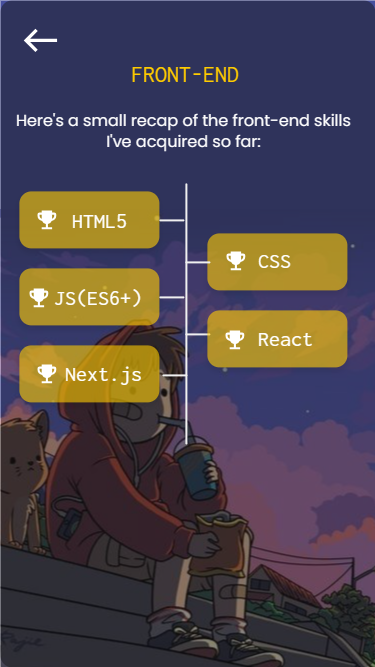 FRONT-END
Here's a small recap of the front-end skills
I've acquired so far:
HTML5
CSS
JS(ES6+)
React
Next.js